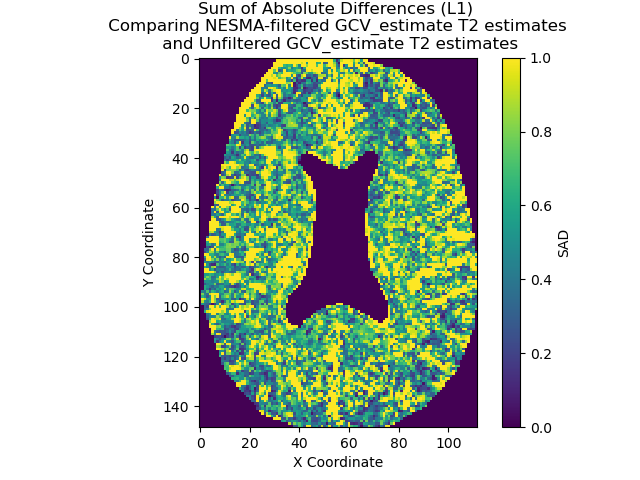 Sum of Absolute Differences (L1)
Comparing NESMA-filtered GCV_estimate T2 estimates
and Unfiltered GCV_estimate T2 estimates
0
20
40
60
80
100
120
140
Y Coordinate
0 20 40 60 80 100
X Coordinate
1.0
0.8
0.6
0.4
0.2
0.0
SAD